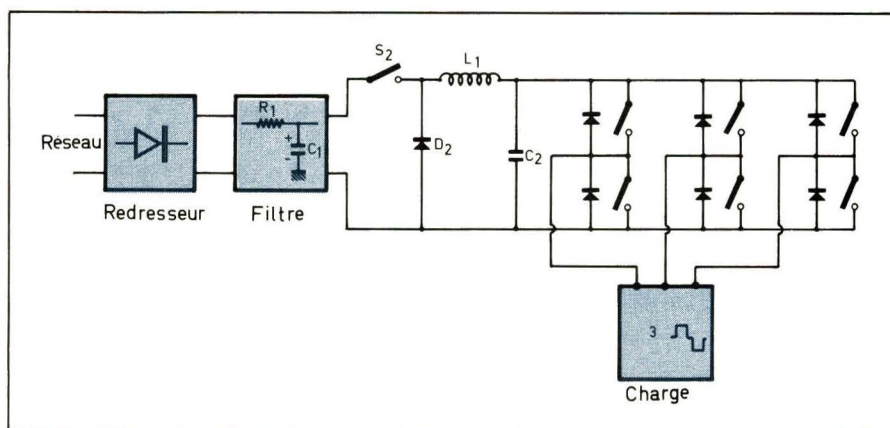 S2
L1
R1
+
-
C1
Réseau
D2
C2
Redresseur
Filtre
3
Charge